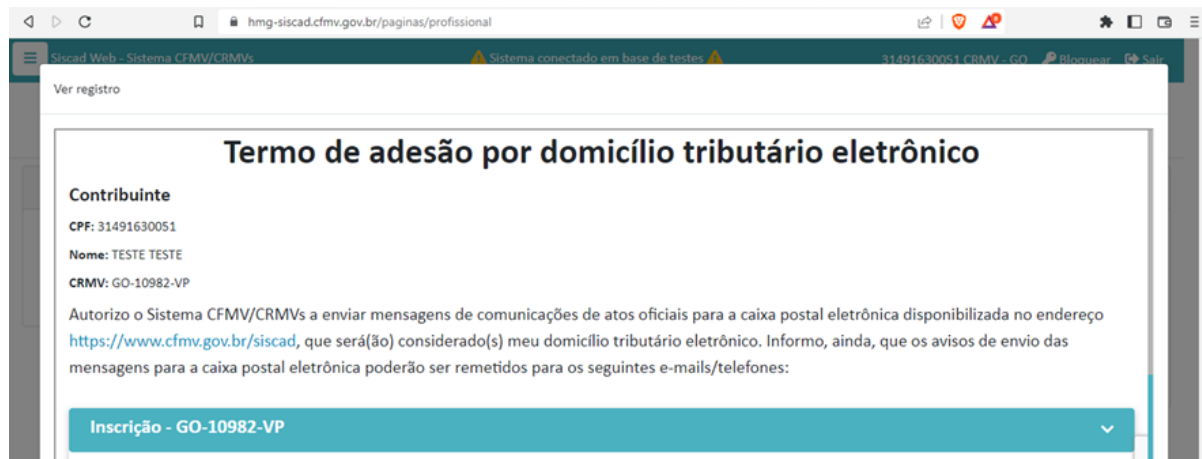 hmg-siscad.cfmv.gov.br/paginas/profissional
Siscad Web - Sistema CFMV/CRMVs
Sistema conectado em base de testes
31491630051 CRMV - GO
Bloquear
Sair
Ver registro
Termo de adesão por domicílio tributário eletrônico
Contribuinte
CPF: 31491630051
Nome: TESTE TESTE
CRMV: GO-10982-VP
Autorizo o Sistema CFMV/CRMVs a enviar mensagens de comunicações de atos oficiais para a caixa postal eletrônica disponibilizada no endereço
https://www.cfmv.gov.br/siscad, que será(ão) considerado(s) meu domicílio tributário eletrônico. Informo, ainda, que os avisos de envio das
mensagens para a caixa postal eletrônica poderão ser remetidos para os seguintes e-mails/telefones:
Inscrição - GO-10982-VP